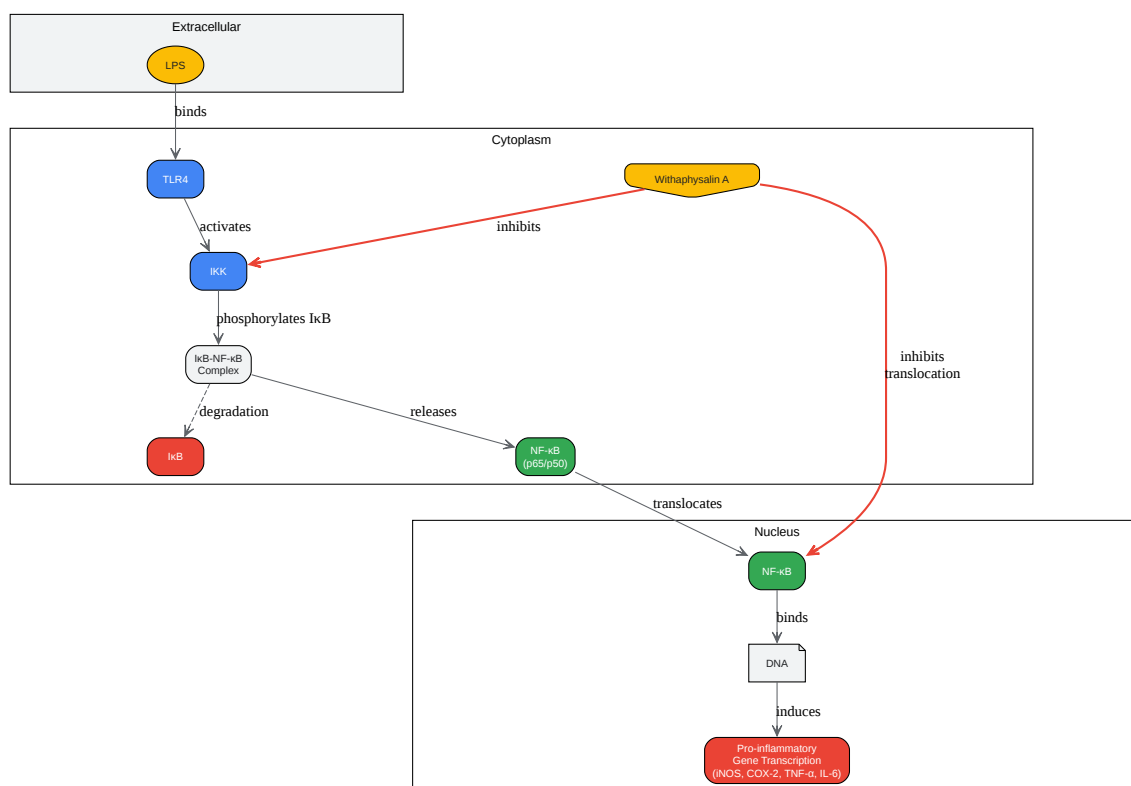 Extracellular
LPS
binds
Cytoplasm
TLR4
Withaphysalin A
activates
inhibits
IKK
phosphorylates IκB
IκB-NF-κB
Complex
inhibits
translocation
degradation
releases
IκB
NF-κB
(p65/p50)
translocates
Nucleus
NF-κB
binds
DNA
induces
Pro-inflammatory
Gene Transcription
(iNOS, COX-2, TNF-α, IL-6)